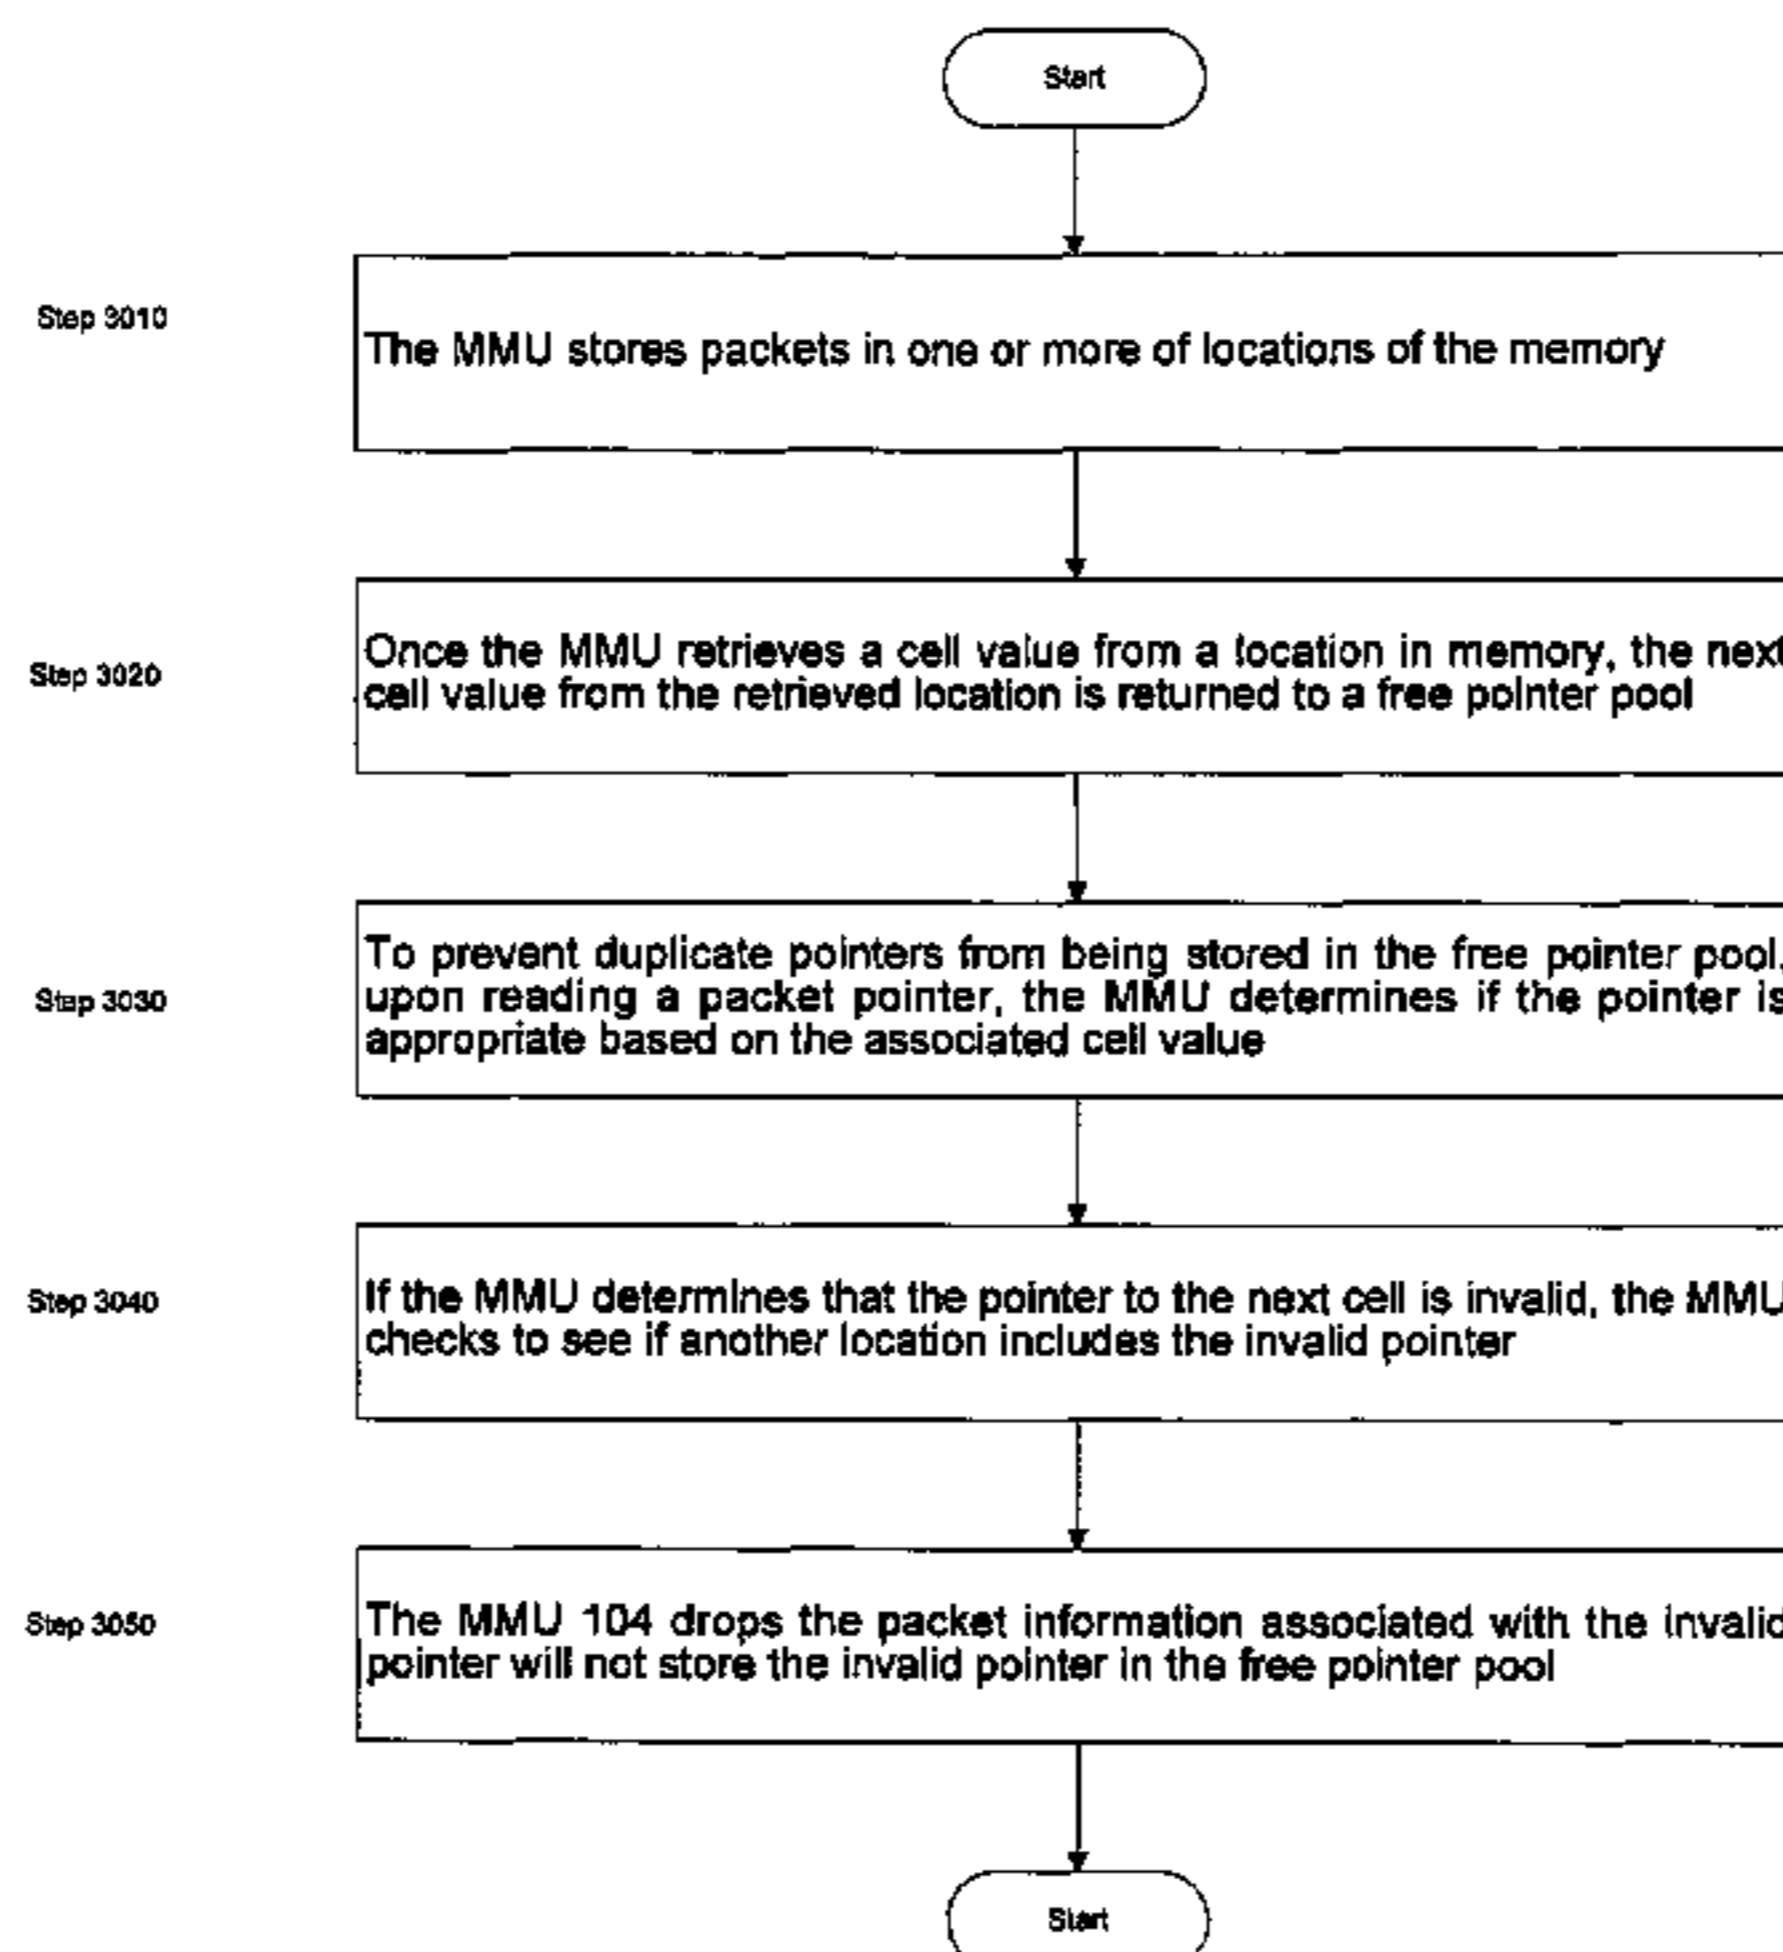 Start
Step 3010
The MMU stores packets in one or more of locations of the memory
Step 3020
Once the MMU retrieves a cell value from a location in memory, the next
cell value from the retrieved location is returned to a free pointer pool
Step 3030
To prevent duplicate pointers from being stored in the free pointer pool,
upon reading a packet pointer, the MMU determines if the pointer is
appropriate based on the associated cell value
Step 3040
If the MMU determines that the pointer to the next cell is invalid, the MMU
checks to see if another location includes the invalid pointer
Step 3050
The MMU 104 drops the packet information associated with the invalid
pointer will not store the invalid pointer in the free pointer pool
Start